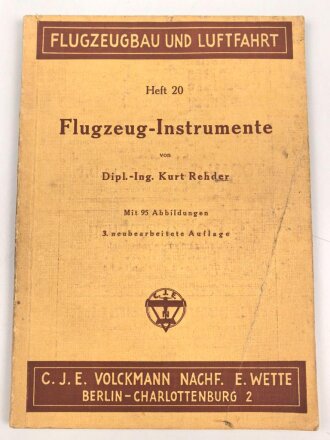 FLUGZEUGBAU UND LUFTFAHRT
Heft 20
Flugzeug-Instrumente
von
Dipl.-Ing. Kurt Rehder
Mit 95 Abbildungen
3. neubearbeitete Auflage
C.J.E.
C. J. E. VOLCKMANN NACHF. E. WETTE
BERLIN – CHARLOTTENBURG 2